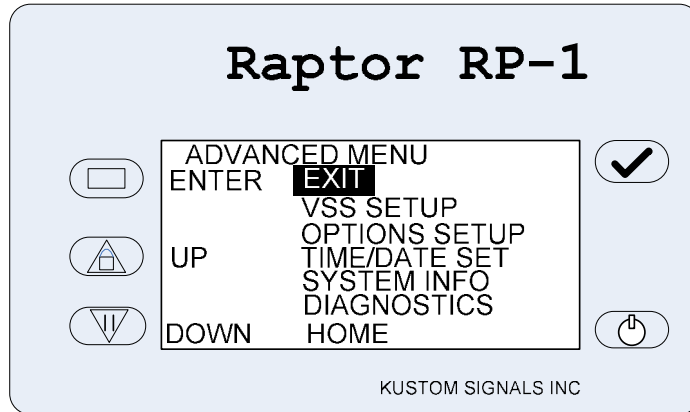 Raptor RP-1
ADVANCED MENU
ENTER EXIT
VSS SETUP
OPTIONS SETUP
UP TIME/DATE SET
SYSTEM INFO
DIAGNOSTICS
DOWN HOME
KUSTOM SIGNALS INC